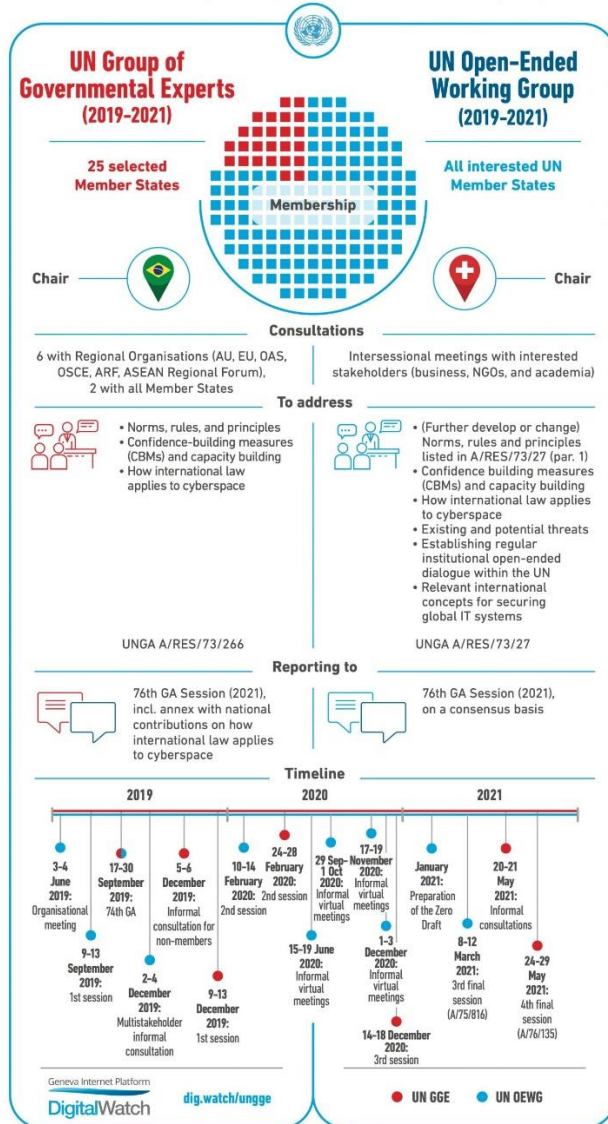 UN Group of
Governmental Experts
(2019-2021)
UN Open-Ended
Working Group
(2019-2021)
25 selected
Member States
All interested UN
Member States
Membership
Chair
Chair
Consultations
6 with Regional Organisations (AU, EU, OAS,
OSCE, ARF, ASEAN Regional Forum),
2 with all Member States
Intersessional meetings with interested
stakeholders (business, NGOs, and academia)
To address
• Norms, rules, and principles
• Confidence-building measures
(CBMs) and capacity building
• How international law
applies to cyberspace
• (Further develop or change)
Norms, rules and principles
listed in A/RES/73/27 (par. 1)
• Confidence building measures
(CBMs) and capacity building
• How international law applies
to cyberspace
• Existing and potential threats
• Establishing regular
institutional open-ended
dialogue within the UN
• Relevant international
concepts for securing
global IT systems
UNGA A/RES/73/266
UNGA A/RES/73/27
Reporting to
76th GA Session (2021),
incl. annex with national
contributions on how
international law applies
to cyberspace
76th GA Session (2021),
on a consensus basis
Timeline
2019
2020
2021
3-4
June
2019:
Organisational
meeting
9-13
September
2019:
1st session
17-30
September
2019:
74th GA
2-4
December
2019:
Multistakeholder
informal
consultation
5-6
December
2019:
Informal
consultation for
non-members
9-13
December
2019:
1st session
10-14
February
2020:
2nd session
24-28
February
2020:
2nd session
15-19 June
2020:
Informal
virtual
meetings
29 Sep-
1 Oct
2020:
Informal
virtual
meetings
17-19
November
2020:
Informal
virtual
meetings
1-3
December
2020:
Informal
virtual
meetings
14-18 December
2020:
3rd session
January
2021:
Preparation
of the Zero
Draft
8-12
March
2021:
3rd final
session
(A/75/816)
20-21
May
2021:
Informal
consultations
24-29
May
2021:
4th final
session
(A/76/135)
Geneva Internet Platform
DigitalWatch
dig.watch/ungge
UN GGE
UN OEWG